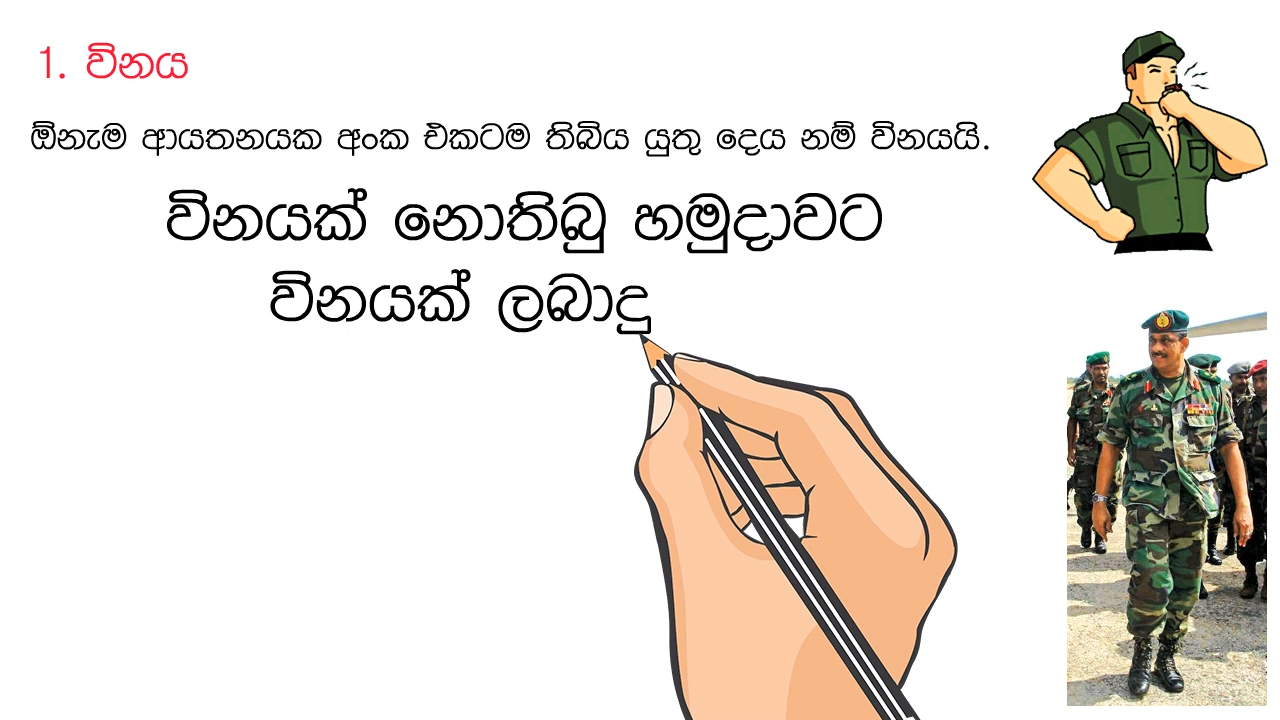 1. විනය
ඕනැම ආයතනයක අංක එකටම තිබිය යුතු දෙය නම් විනයයි.
විනයක් නොතිබු හමුදාවට
විනයක් ලබාදු